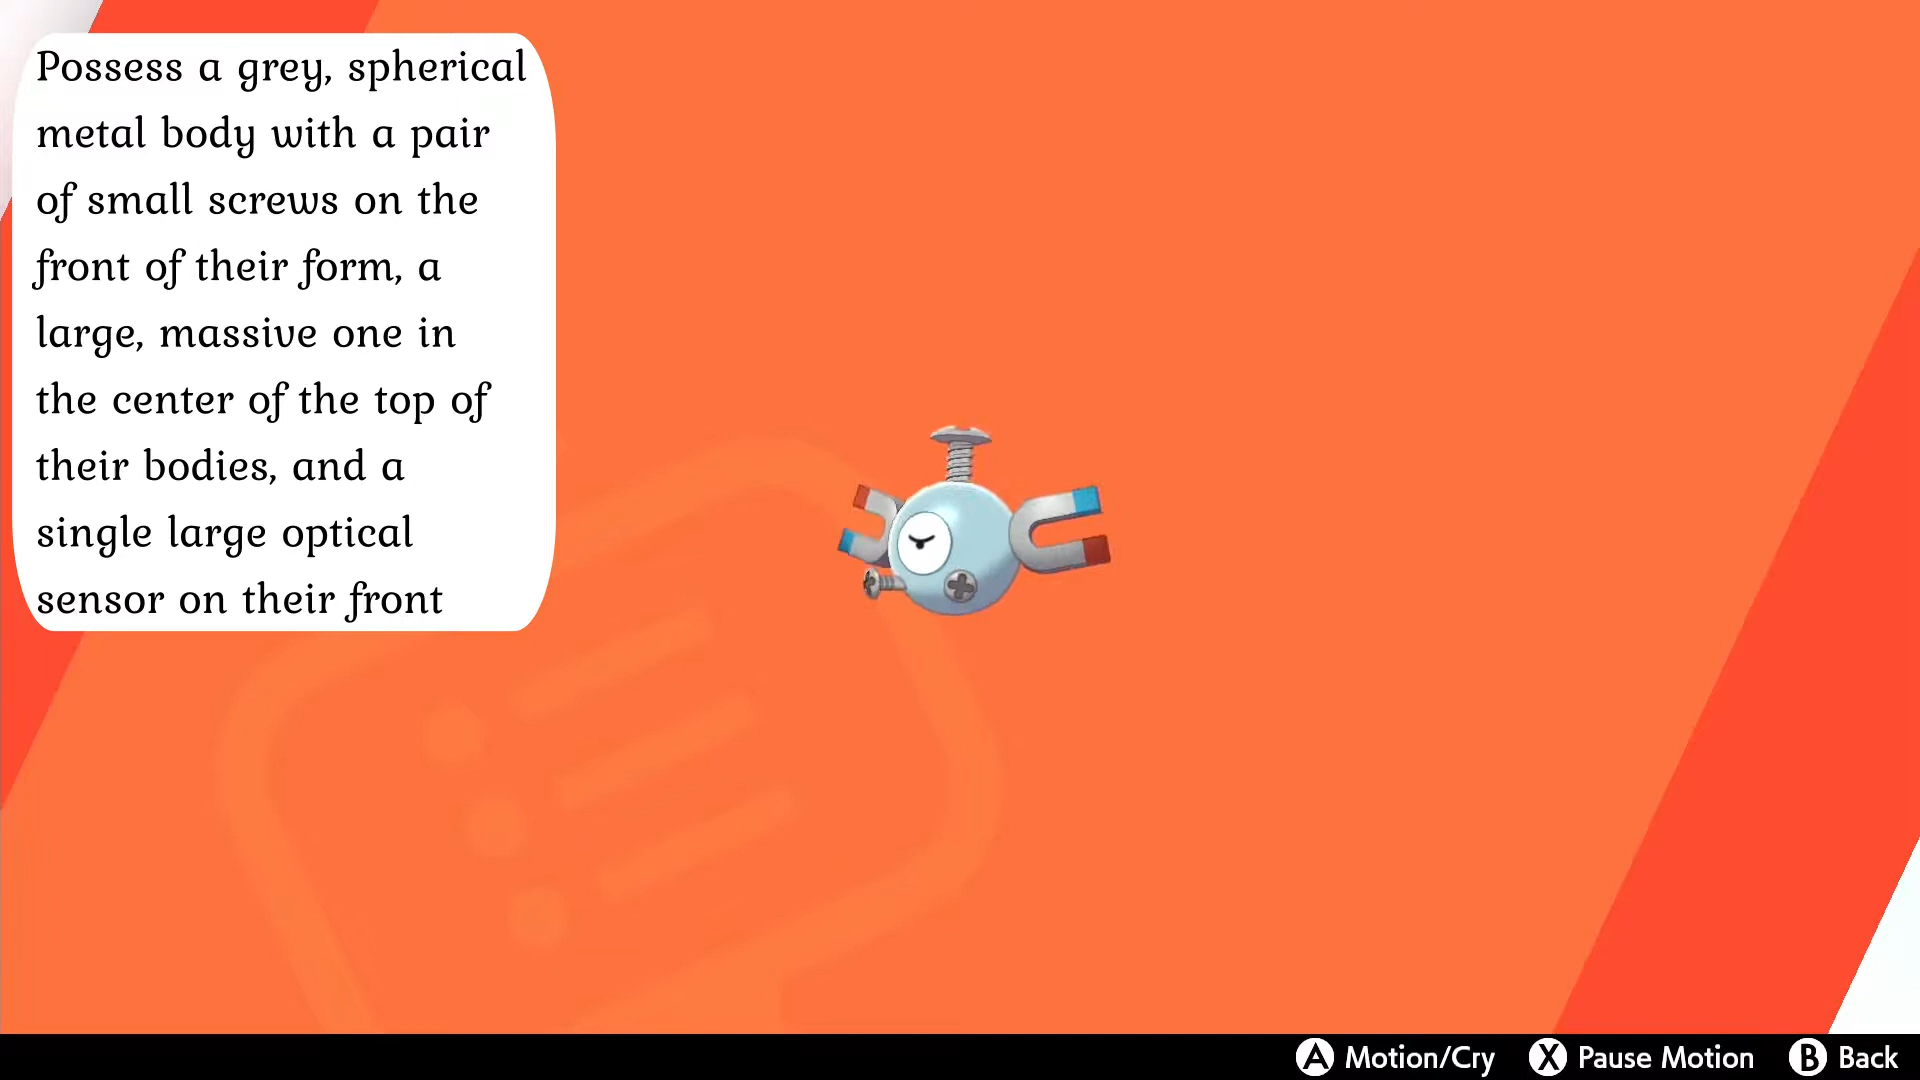 Possess a grey, spherical
metal body with a pair
of small screws on the
front of their form, a
large, massive one in
the center of the top of
their bodies, and a
single large optical
sensor on their front
A Motion/Cry X Pause Motion B Back